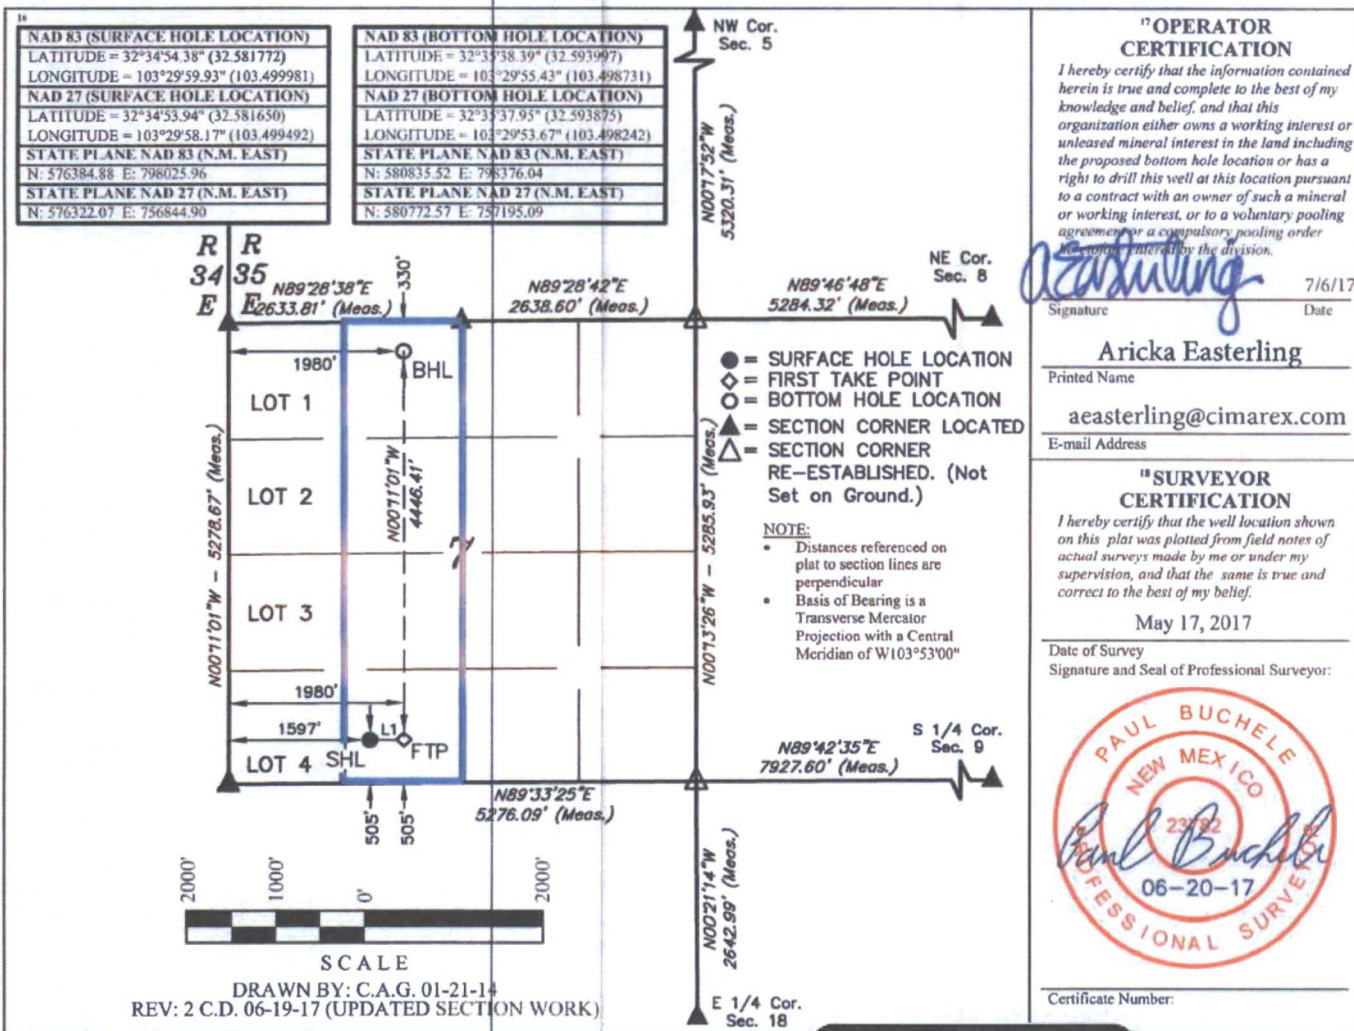 16
NAD 83 (SURFACE HOLE LOCATION)
LATITUDE = 32°34'54.38" (32.581772)
LONGITUDE = 103°29'59.93" (103.499981)
NAD 27 (SURFACE HOLE LOCATION)
LATITUDE = 32°34'53.94" (32.581650)
LONGITUDE = 103°29'58.17" (103.499492)
STATE PLANE NAD 83 (N.M. EAST)
N: 576384.88 E: 798025.96
STATE PLANE NAD 27 (N.M. EAST)
N: 576322.07 E: 756844.90
NAD 83 (BOTTOM HOLE LOCATION)
LATITUDE = 32°35'38.39" (32.593997)
LONGITUDE = 103°29'55.43" (103.498731)
NAD 27 (BOTTOM HOLE LOCATION)
LATITUDE = 32°35'37.95" (32.593875)
LONGITUDE = 103°29'53.67" (103.498242)
STATE PLANE NAD 83 (N.M. EAST)
N: 580835.52 E: 798376.04
STATE PLANE NAD 27 (N.M. EAST)
N: 580772.57 E: 757195.09
NW Cor.
Sec. 5
N00°17'52"W
5320.31' (Meas.)
R R
34 35
E E
N89°28'38"E
2633.81' (Meas.)
330'
N89°28'42"E
2638.60' (Meas.)
N89°46'48"E
5284.32' (Meas.)
NE Cor.
Sec. 8
1980'
BHL
LOT 1
LOT 2
LOT 3
LOT 4
N00°11'01"W
4446.41'
7
N00°11'01"W - 5278.67' (Meas.)
N00°13'26"W - 5285.93' (Meas.)
= SURFACE HOLE LOCATION
= FIRST TAKE POINT
= BOTTOM HOLE LOCATION
= SECTION CORNER LOCATED
= SECTION CORNER
RE-ESTABLISHED. (Not
Set on Ground.)
NOTE:
• Distances referenced on
plat to section lines are
perpendicular
• Basis of Bearing is a
Transverse Mercator
Projection with a Central
Meridian of W103°53'00"
1980'
1597'
L1
SHL
FTP
505'
505'
N89°33'25"E
5276.09' (Meas.)
N89°42'35"E
7927.60' (Meas.)
S 1/4 Cor.
Sec. 9
N00°21'14"W
2642.99' (Meas.)
E 1/4 Cor.
Sec. 18
2000'
1000'
0'
2000'
SCALE
DRAWN BY: C.A.G. 01-21-14
REV: 2 C.D. 06-19-17 (UPDATED SECTION WORK)
17 OPERATOR
CERTIFICATION
I hereby certify that the information contained
herein is true and complete to the best of my
knowledge and belief, and that this
organization either owns a working interest or
unleased mineral interest in the land including
the proposed bottom hole location or has a
right to drill this well at this location pursuant
to a contract with an owner of such a mineral
or working interest, or to a voluntary pooling
agreement or a compulsory pooling order
entered by the division.
AEasterling
7/6/17
Signature Date
Aricka Easterling
Printed Name
aeasterling@cimarex.com
E-mail Address
18 SURVEYOR
CERTIFICATION
I hereby certify that the well location shown
on this plat was plotted from field notes of
actual surveys made by me or under my
supervision, and that the same is true and
correct to the best of my belief.
May 17, 2017
Date of Survey
Signature and Seal of Professional Surveyor:
PAUL BUCHELE
NEW MEXICO
23782
Paul Buchele
06-20-17
PROFESSIONAL SURVEYOR
Certificate Number: